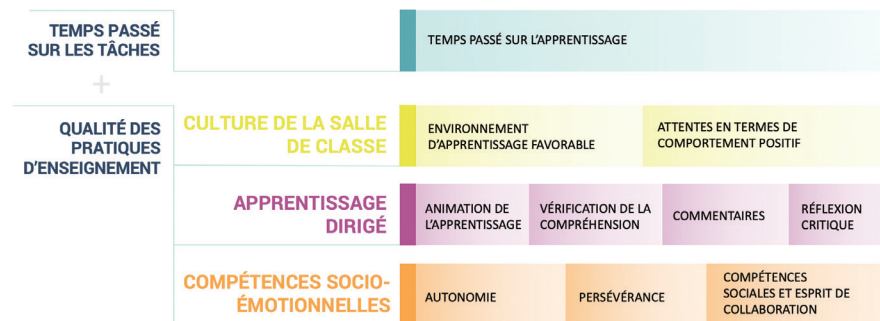 TEMPS PASSÉ
SUR LES TÂCHES
TEMPS PASSÉ SUR L'APPRENTISSAGE
+
QUALITÉ DES
PRATIQUES
D'ENSEIGNEMENT
CULTURE DE LA SALLE
DE CLASSE
ENVIRONNEMENT
D'APPRENTISSAGE FAVORABLE
ATTENTES EN TERMES DE
COMPORTEMENT POSITIF
APPRENTISSAGE
DIRIGÉ
ANIMATION DE
L'APPRENTISSAGE
VÉRIFICATION DE LA
COMPRÉHENSION
COMMENTAIRES
RÉFLEXION
CRITIQUE
COMPÉTENCES SOCIO-
ÉMOTIONNELLES
AUTONOMIE
PERSÉVÉRANCE
COMPÉTENCES
SOCIALES ET ESPRIT DE
COLLABORATION